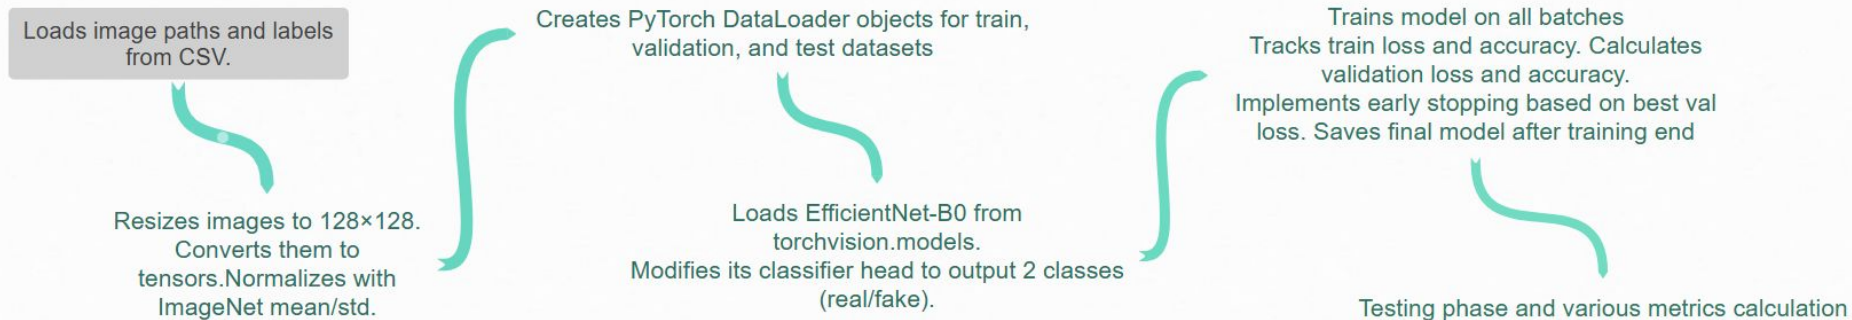 Loads image paths and labels
from CSV.
Resizes images to 128×128.
Converts them to
tensors.Normalizes with
ImageNet mean/std.
Creates PyTorch DataLoader objects for train,
validation, and test datasets
Loads EfficientNet-B0 from
torchvision.models.
Modifies its classifier head to output 2 classes
(real/fake).
Trains model on all batches
Tracks train loss and accuracy. Calculates
validation loss and accuracy.
Implements early stopping based on best val
loss. Saves final model after training end
Testing phase and various metrics calculation